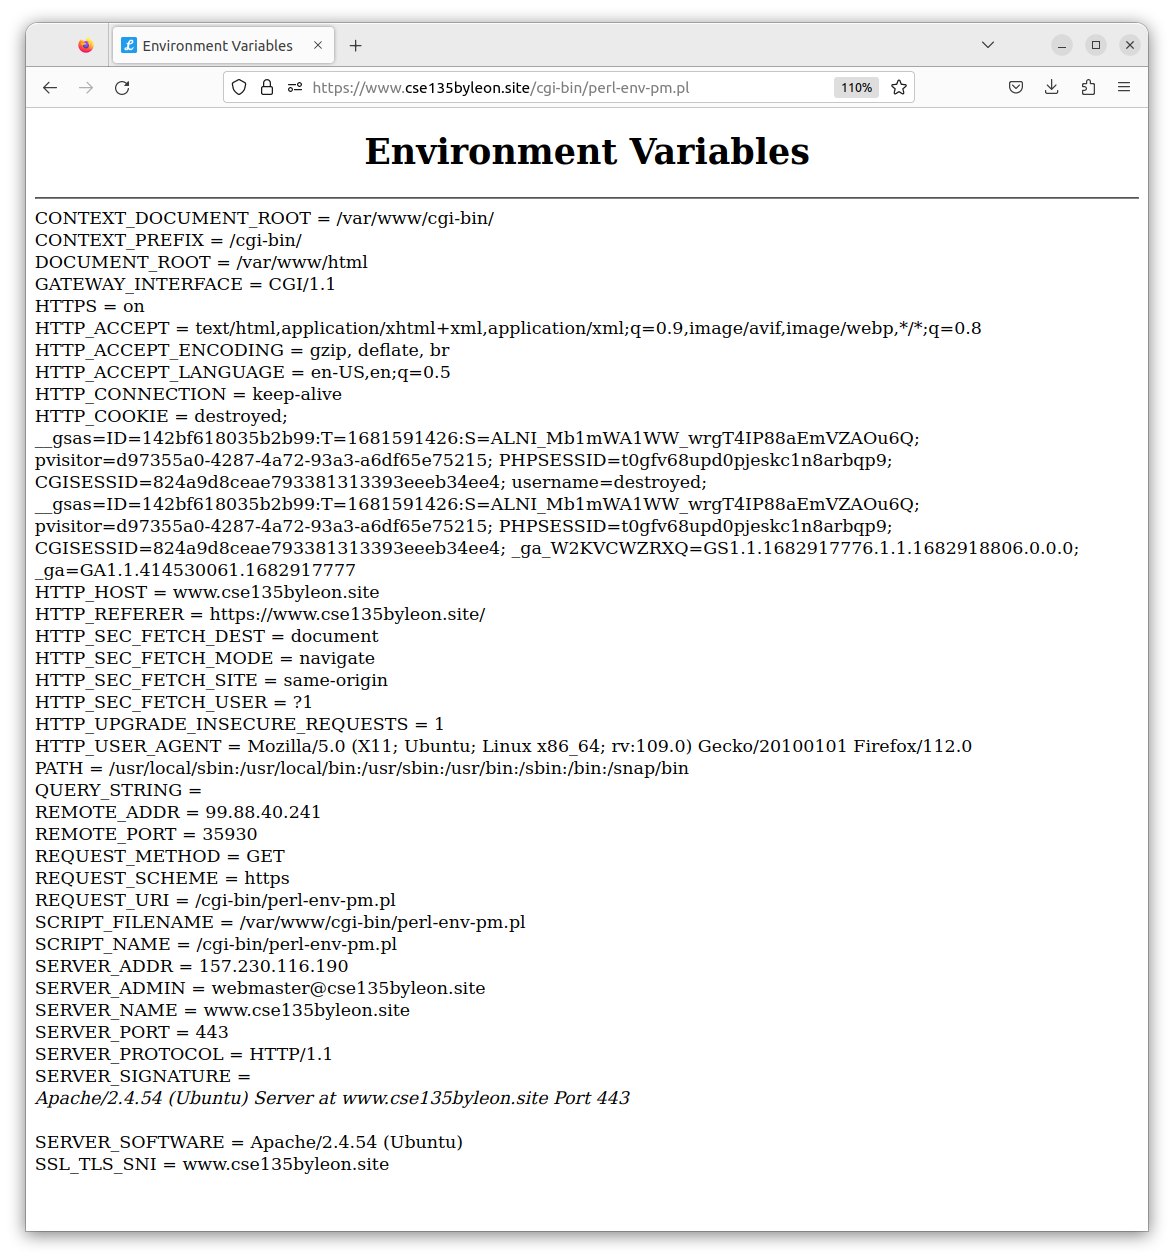 Environment Variables
https://www.cse135byleon.site/cgi-bin/perl-env-pm.pl
110%
Environment Variables
CONTEXT_DOCUMENT_ROOT = /var/www/cgi-bin/
CONTEXT_PREFIX = /cgi-bin/
DOCUMENT_ROOT = /var/www/html
GATEWAY_INTERFACE = CGI/1.1
HTTPS = on
HTTP_ACCEPT = text/html,application/xhtml+xml,application/xml;q=0.9,image/avif,image/webp,*/*;q=0.8
HTTP_ACCEPT_ENCODING = gzip, deflate, br
HTTP_ACCEPT_LANGUAGE = en-US,en;q=0.5
HTTP_CONNECTION = keep-alive
HTTP_COOKIE = destroyed;
__gsas=ID=142bf618035b2b99:T=1681591426:S=ALNI_Mb1mWA1WW_wrgT4IP88aEmVZAOu6Q;
pvisitor=d97355a0-4287-4a72-93a3-a6df65e75215; PHPSESSID=t0gfv68upd0pjeskc1n8arbqp9;
CGISESSID=824a9d8ceae793381313393eeeb34ee4; username=destroyed;
__gsas=ID=142bf618035b2b99:T=1681591426:S=ALNI_Mb1mWA1WW_wrgT4IP88aEmVZAOu6Q;
pvisitor=d97355a0-4287-4a72-93a3-a6df65e75215; PHPSESSID=t0gfv68upd0pjeskc1n8arbqp9;
CGISESSID=824a9d8ceae793381313393eeeb34ee4; _ga_W2KVCWZRXQ=GS1.1.1682917776.1.1.1682918806.0.0.0;
_ga=GA1.1.414530061.1682917777
HTTP_HOST = www.cse135byleon.site
HTTP_REFERER = https://www.cse135byleon.site/
HTTP_SEC_FETCH_DEST = document
HTTP_SEC_FETCH_MODE = navigate
HTTP_SEC_FETCH_SITE = same-origin
HTTP_SEC_FETCH_USER = ?1
HTTP_UPGRADE_INSECURE_REQUESTS = 1
HTTP_USER_AGENT = Mozilla/5.0 (X11; Ubuntu; Linux x86_64; rv:109.0) Gecko/20100101 Firefox/112.0
PATH = /usr/local/sbin:/usr/local/bin:/usr/sbin:/usr/bin:/sbin:/bin:/snap/bin
QUERY_STRING =
REMOTE_ADDR = 99.88.40.241
REMOTE_PORT = 35930
REQUEST_METHOD = GET
REQUEST_SCHEME = https
REQUEST_URI = /cgi-bin/perl-env-pm.pl
SCRIPT_FILENAME = /var/www/cgi-bin/perl-env-pm.pl
SCRIPT_NAME = /cgi-bin/perl-env-pm.pl
SERVER_ADDR = 157.230.116.190
SERVER_ADMIN = webmaster@cse135byleon.site
SERVER_NAME = www.cse135byleon.site
SERVER_PORT = 443
SERVER_PROTOCOL = HTTP/1.1
SERVER_SIGNATURE =
Apache/2.4.54 (Ubuntu) Server at www.cse135byleon.site Port 443
SERVER_SOFTWARE = Apache/2.4.54 (Ubuntu)
SSL_TLS_SNI = www.cse135byleon.site